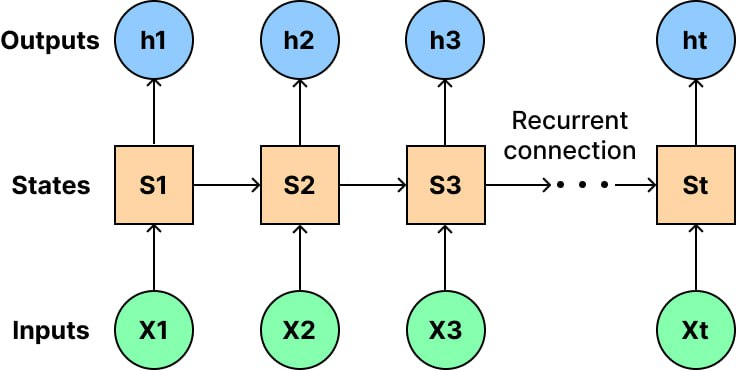 Outputs h1 h2 h3 ht
Recurrent
connection
States S1 S2 S3 St
Inputs X1 X2 X3 Xt